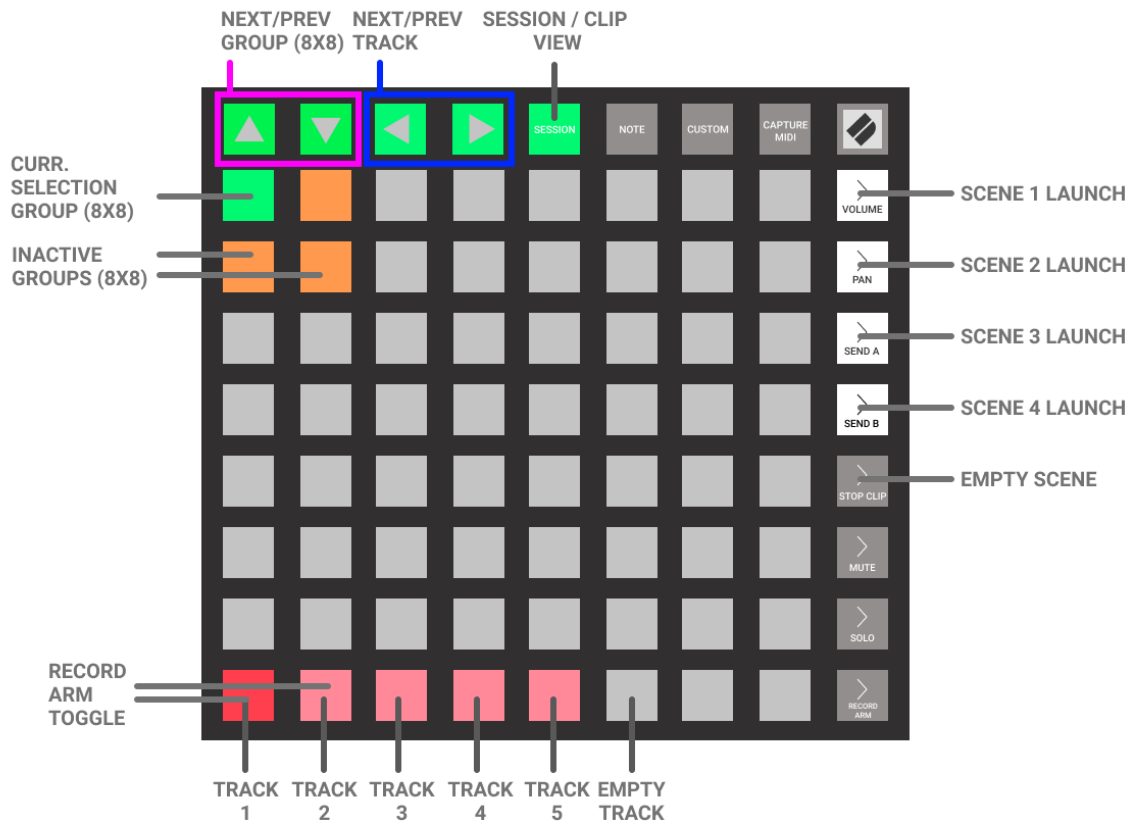 NEXT/PREV
GROUP (8X8)
NEXT/PREV
TRACK
SESSION / CLIP
VIEW
SESSION
NOTE
CUSTOM
CAPTURE
MIDI
CURR.
SELECTION
GROUP (8X8)
VOLUME
SCENE 1 LAUNCH
INACTIVE
GROUPS (8X8)
PAN
SCENE 2 LAUNCH
SEND A
SCENE 3 LAUNCH
SEND B
SCENE 4 LAUNCH
STOP CLIP
EMPTY SCENE
MUTE
SOLO
RECORD
ARM
TOGGLE
RECORD
ARM
TRACK
1
TRACK
2
TRACK
3
TRACK
4
TRACK
5
EMPTY
TRACK